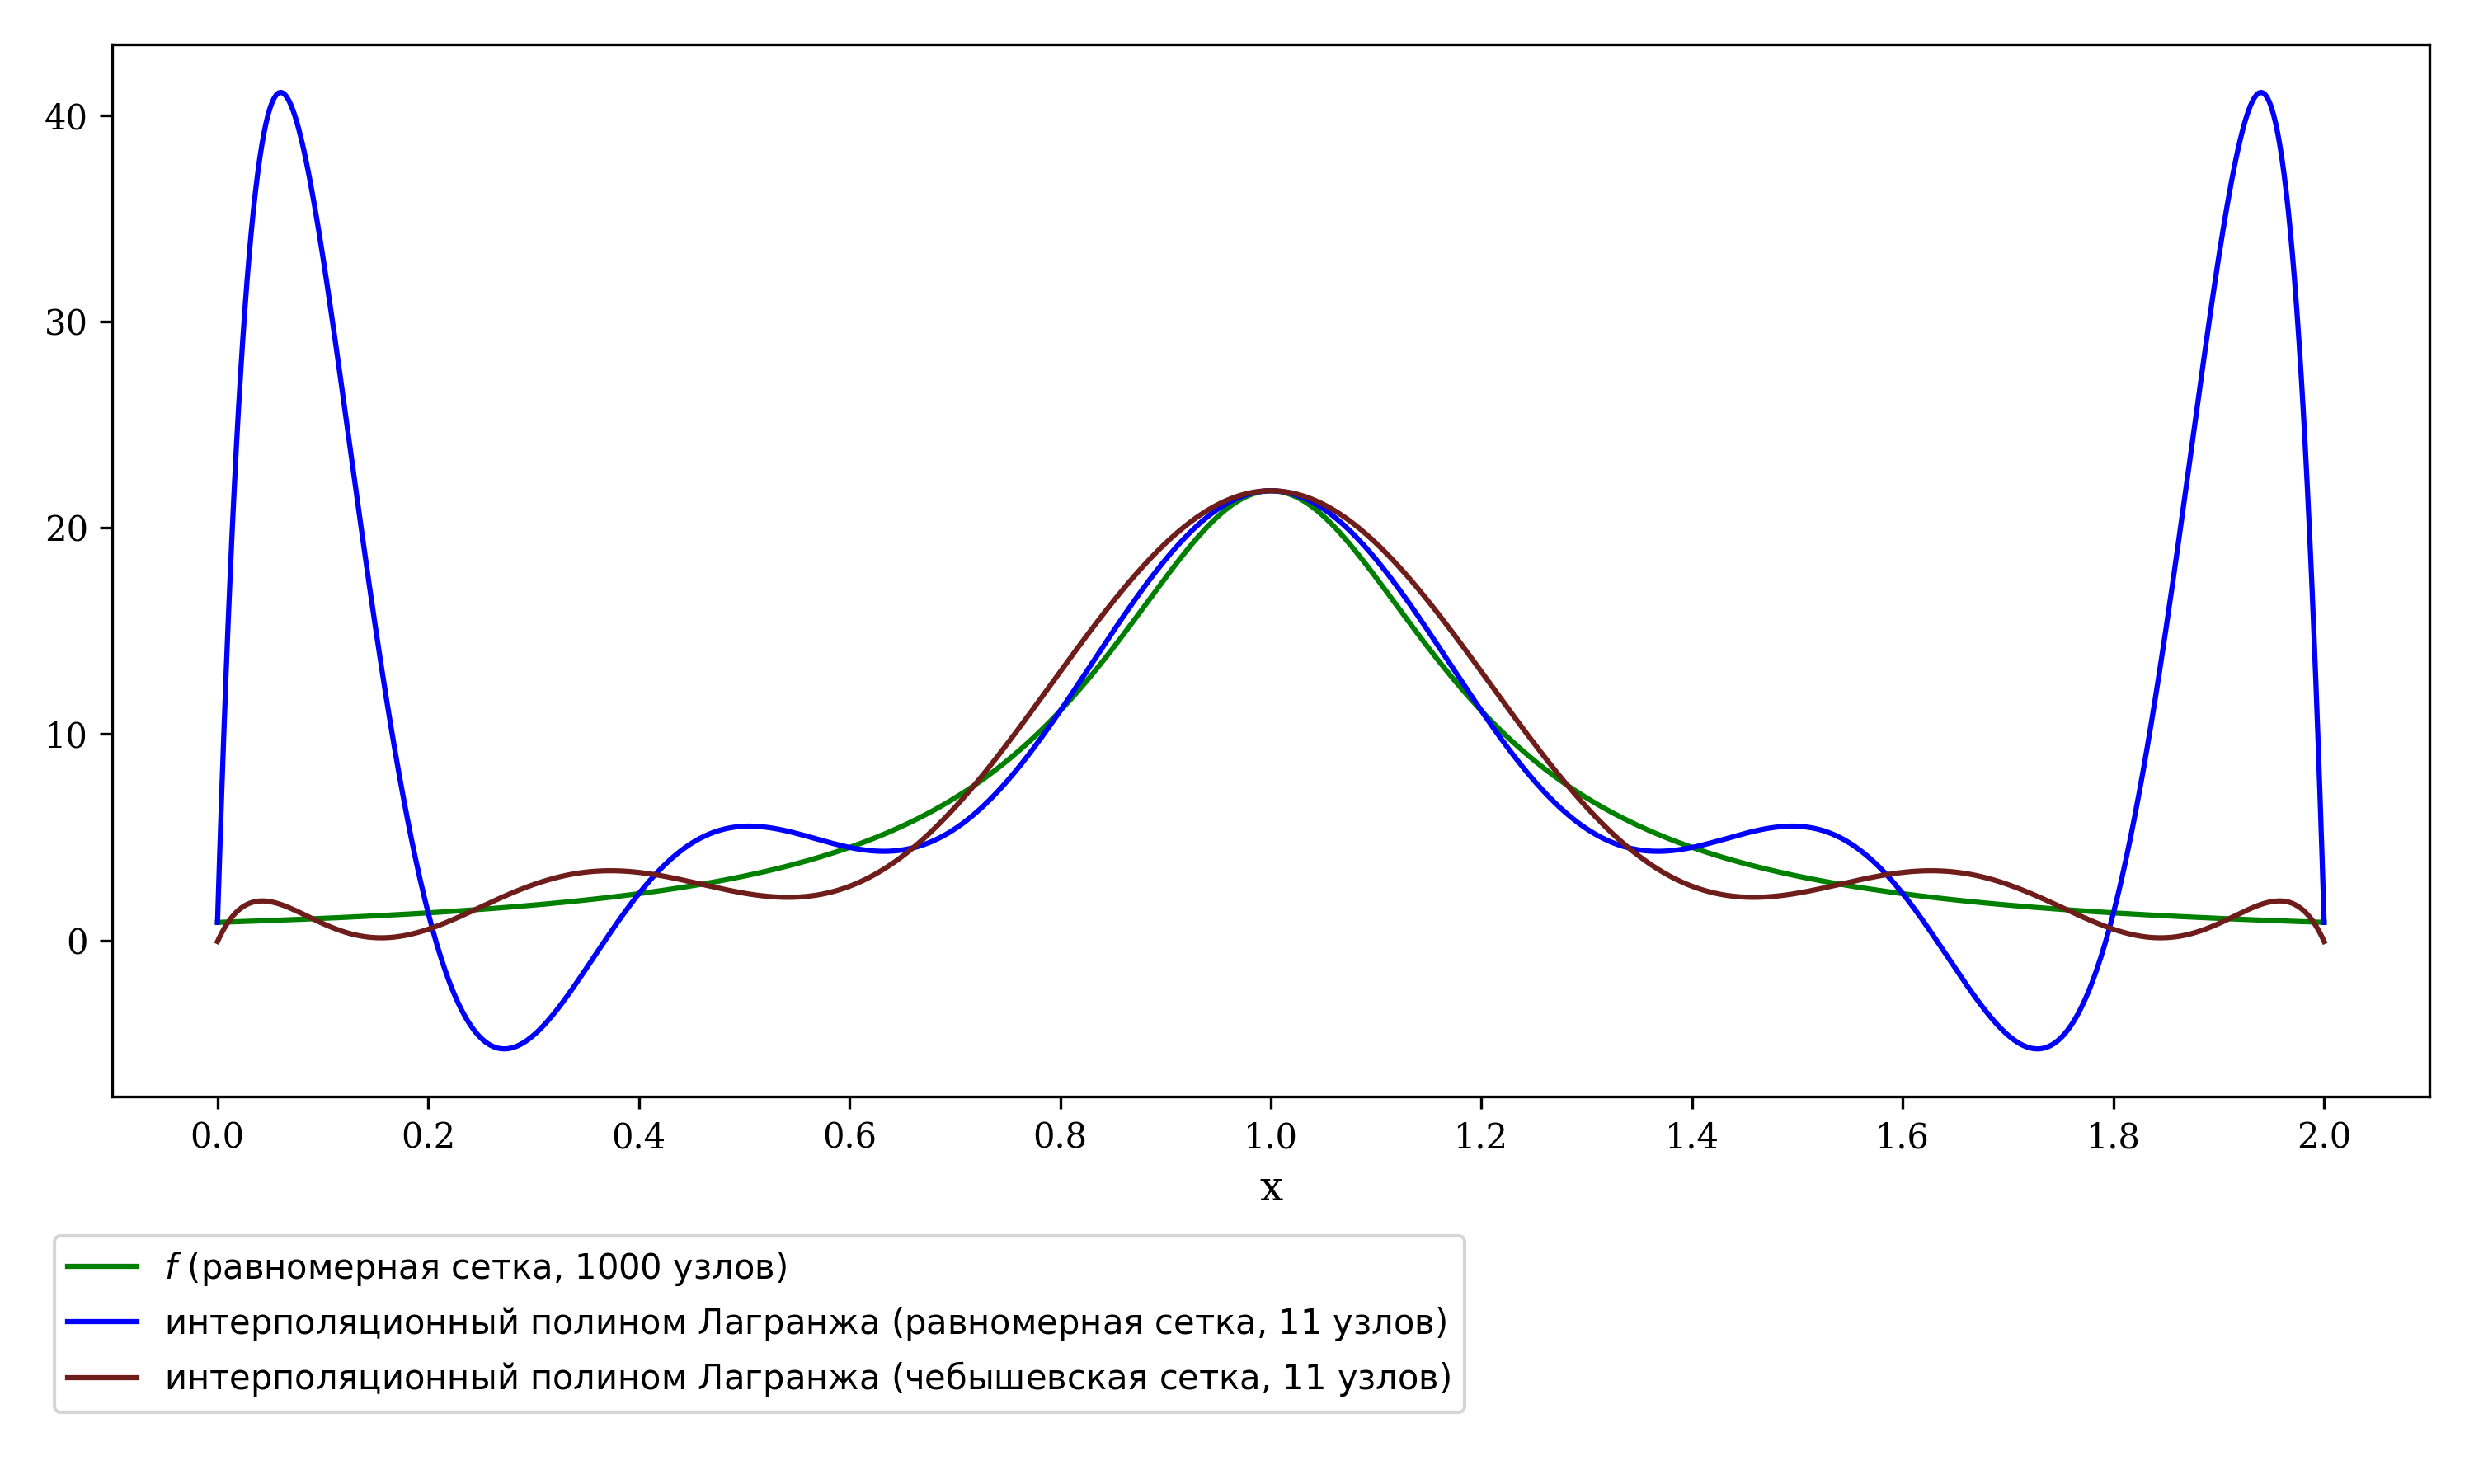 40
30
20
10
0
0.0 0.2 0.4 0.6 0.8 1.0 1.2 1.4 1.6 1.8 2.0
x
f (равномерная сетка, 1000 узлов)
интерполяционный полином Лагранжа (равномерная сетка, 11 узлов)
интерполяционный полином Лагранжа (чебышевская сетка, 11 узлов)